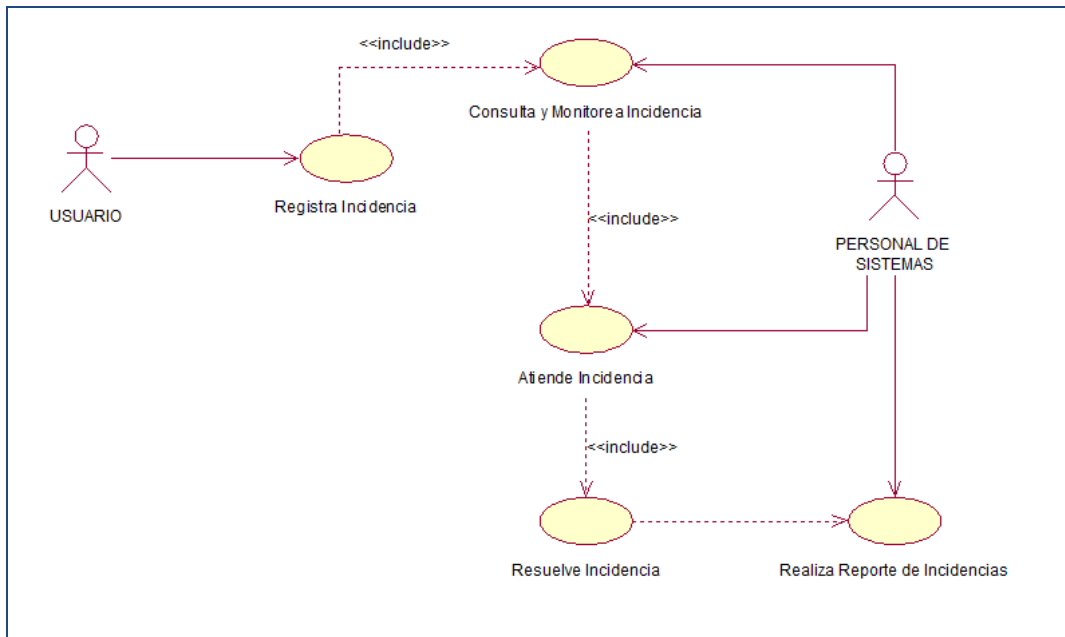 <<include>>
Consulta y Monitorea Incidencia
USUARIO
Registra Incidencia
<<include>>
PERSONAL DE
SISTEMAS
Atiende Incidencia
<<include>>
Resuelve Incidencia
Realiza Reporte de Incidencias